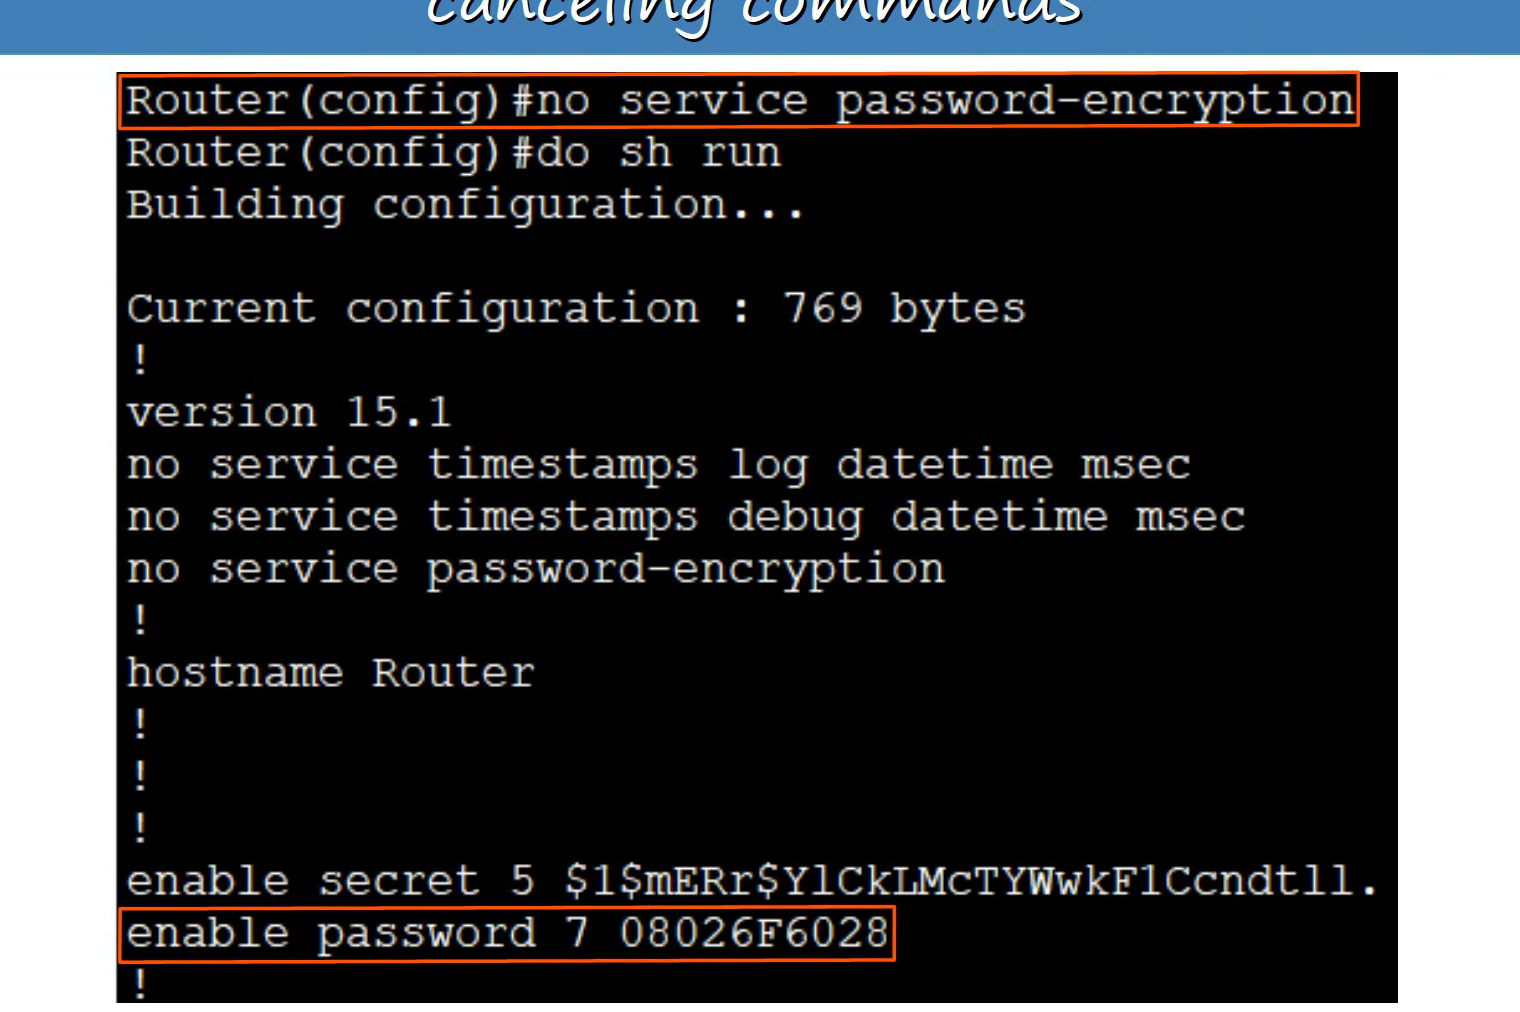 canceling commands
Router(config)#no service password-encryption
Router(config)#do sh run
Building configuration...
Current configuration : 769 bytes
!
version 15.1
no service timestamps log datetime msec
no service timestamps debug datetime msec
no service password-encryption
!
hostname Router
!
!
!
enable secret 5 $1$mERr$YlCkLMcTYWwkF1Ccndtll.
enable password 7 08026F6028
!